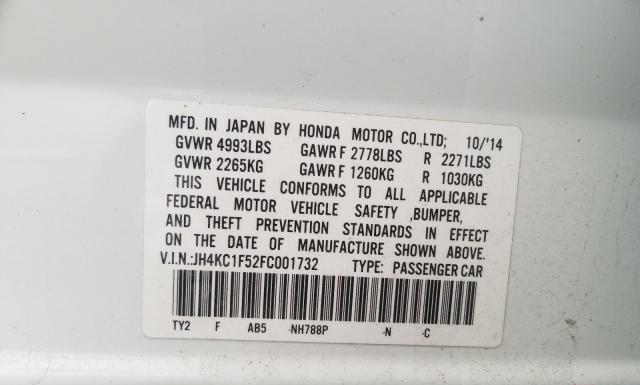 MFD. IN JAPAN BY HONDA MOTOR CO.,LTD; 10/'14
GVWR 4993LBS GAWR F 2778LBS R 2271LBS
GVWR 2265KG GAWR F 1260KG R 1030KG
THIS VEHICLE CONFORMS TO ALL APPLICABLE
FEDERAL MOTOR VEHICLE SAFETY ,BUMPER,
AND THEFT PREVENTION STANDARDS IN EFFECT
ON THE DATE OF MANUFACTURE SHOWN ABOVE.
V.I.N.:JH4KC1F52FC001732 TYPE: PASSENGER CAR
TY2 F AB5 -NH788P -N -C